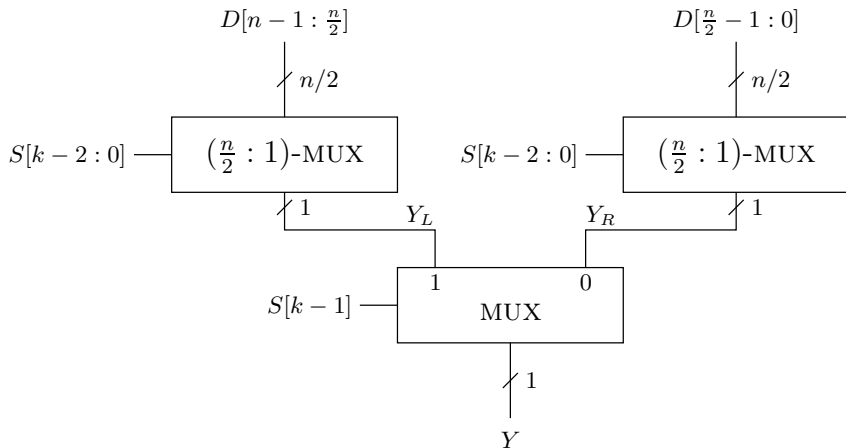 D[n − 1 : n/2] D[n/2 − 1 : 0]
n/2 n/2
S[k − 2 : 0] (n/2 : 1)-MUX S[k − 2 : 0] (n/2 : 1)-MUX
1 1
Y_L Y_R
1 0
S[k − 1]
MUX
1
Y